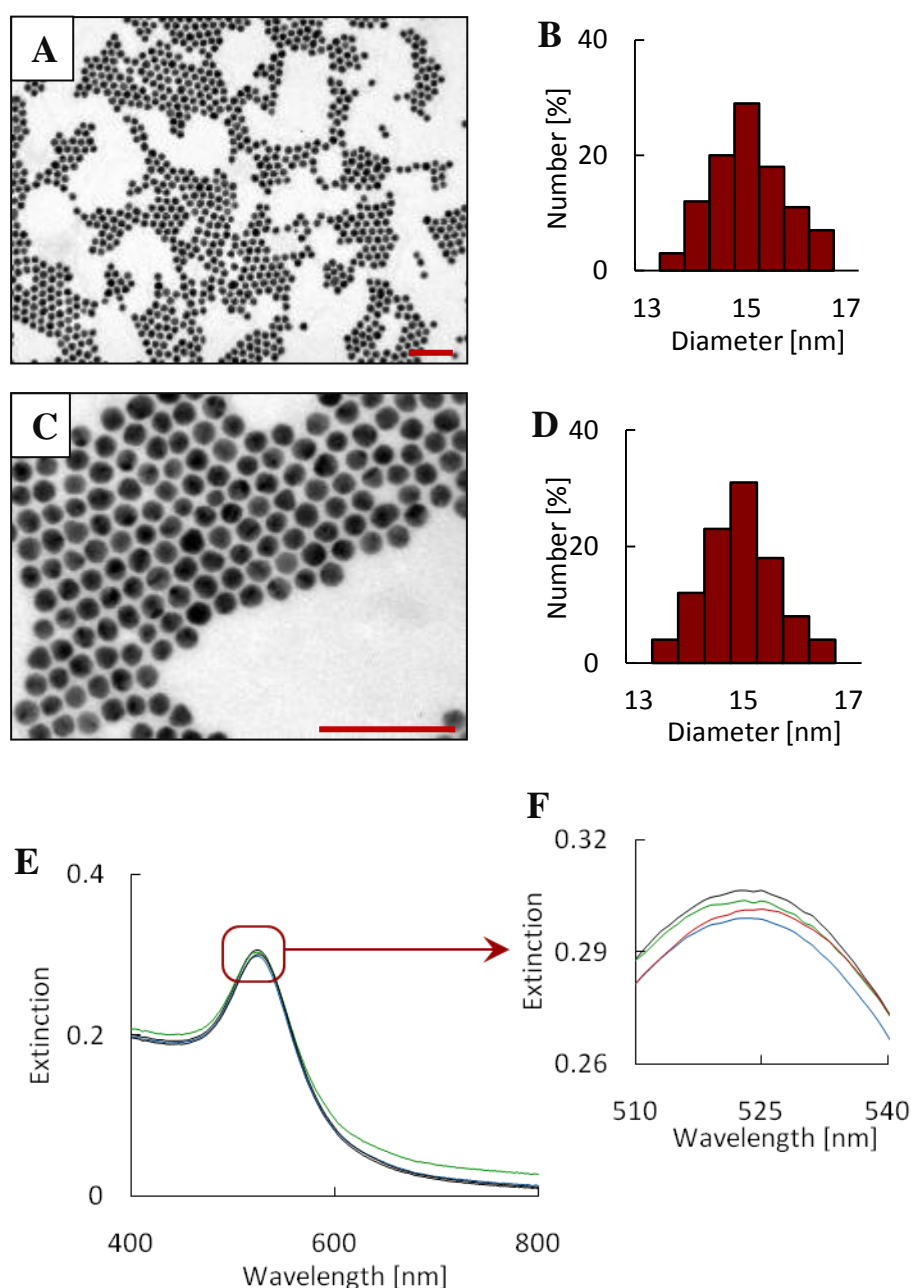 A
B
40
20
0
Number [%]
13 15 17
Diameter [nm]
C
D
40
20
0
Number [%]
13 15 17
Diameter [nm]
E
0.4
0.2
0
Extinction
400 600 800
Wavelength [nm]
F
0.32
0.29
0.26
Extinction
510 525 540
Wavelength [nm]